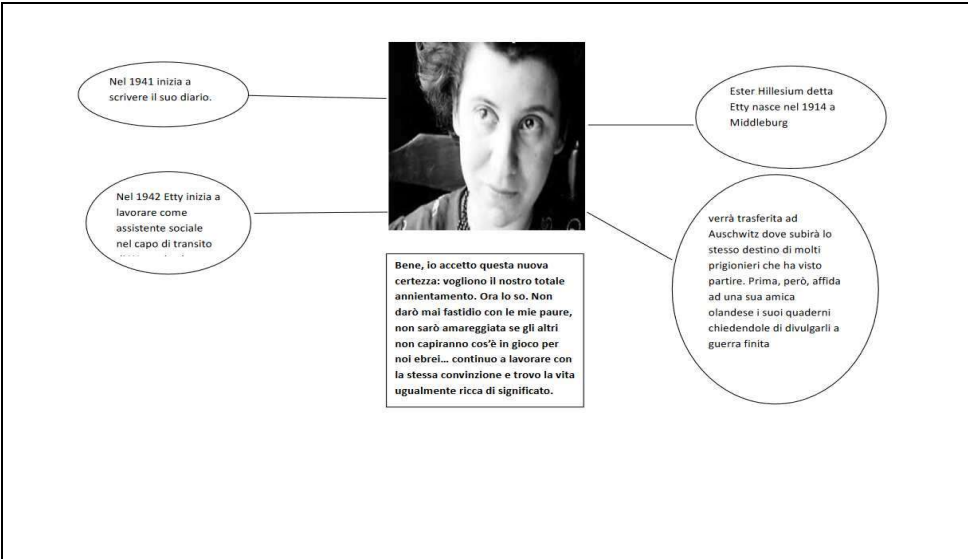 Nel 1941 inizia a
scrivere il suo diario.
Ester Hillesium detta
Etty nasce nel 1914 a
Middleburg
Nel 1942 Etty inizia a
lavorare come
assistente sociale
nel capo di transito
verrà trasferita ad
Auschwitz dove subirà lo
stesso destino di molti
prigionieri che ha visto
partire. Prima, però, affida
ad una sua amica
olandese i suoi quaderni
chiedendole di divulgarli a
guerra finita
Bene, io accetto questa nuova
certezza: vogliono il nostro totale
annientamento. Ora lo so. Non
darò mai fastidio con le mie paure,
non sarò amareggiata se gli altri
non capiranno cos’è in gioco per
noi ebrei… continuo a lavorare con
la stessa convinzione e trovo la vita
ugualmente ricca di significato.